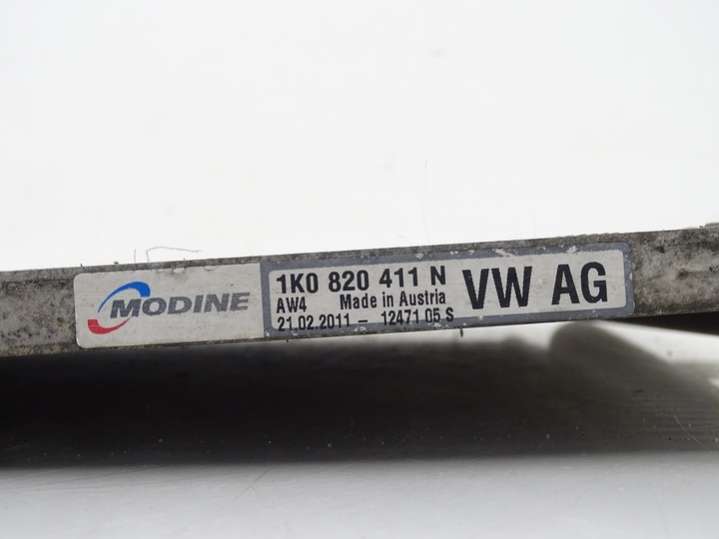 MODINE
1K0 820 411 N
AW4 Made in Austria
21.02.2011 - 12471 05 S
VW AG